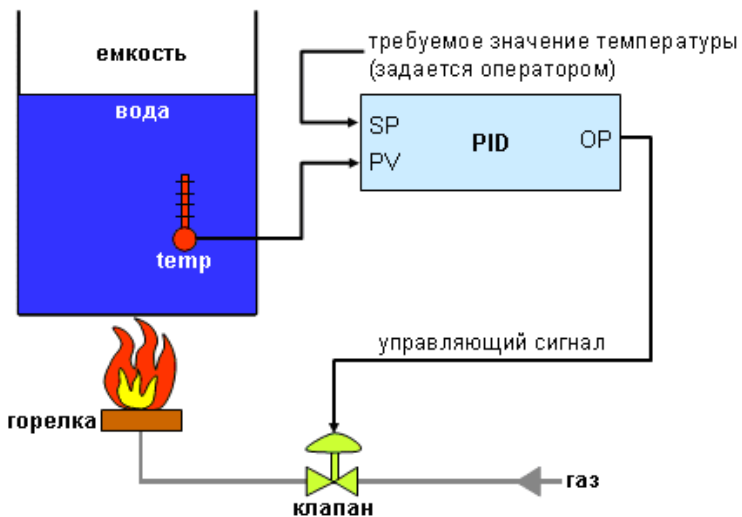 емкость
вода
temp
горелка
требуемое значение температуры
(задается оператором)
SP
PV
PID
OP
управляющий сигнал
клапан
газ